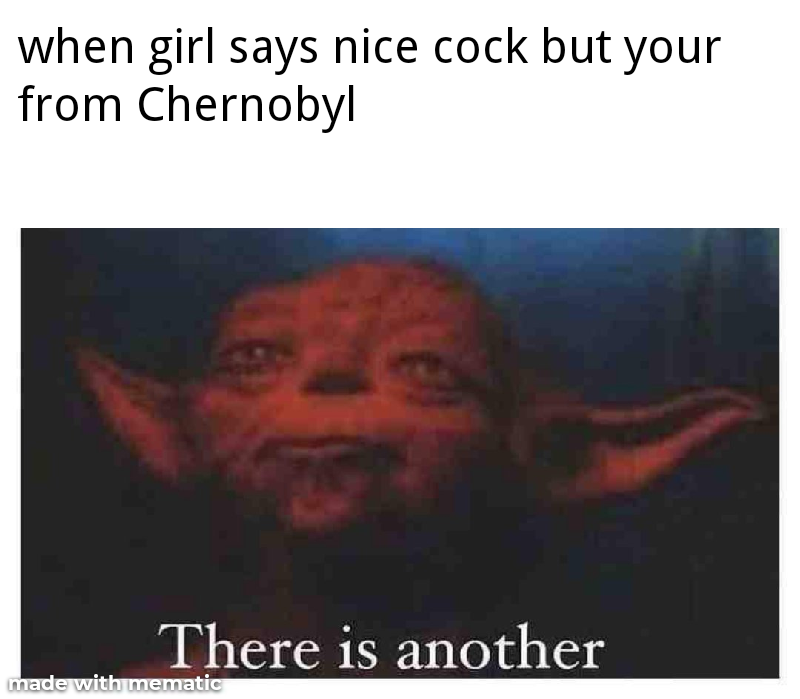 when girl says nice cock but your
from Chernobyl
There is another
made with mematic